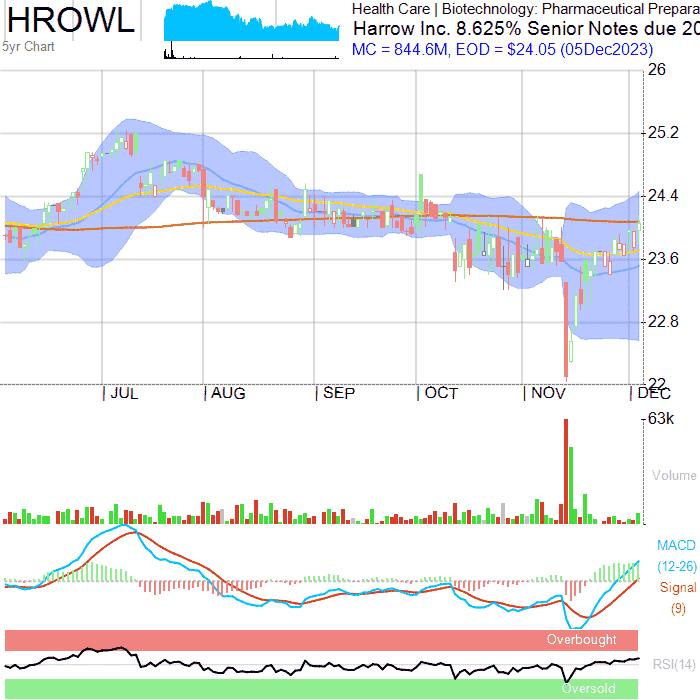 HROWL
5yr Chart
Health Care | Biotechnology: Pharmaceutical Prepara
Harrow Inc. 8.625% Senior Notes due 20
MC = 844.6M, EOD = $24.05 (05Dec2023)
26
25.2
24.4
23.6
22.8
22
JUL AUG SEP OCT NOV DEC
63k
Volume
MACD
(12-26)
Signal
(9)
Overbought
RSI(14)
Oversold